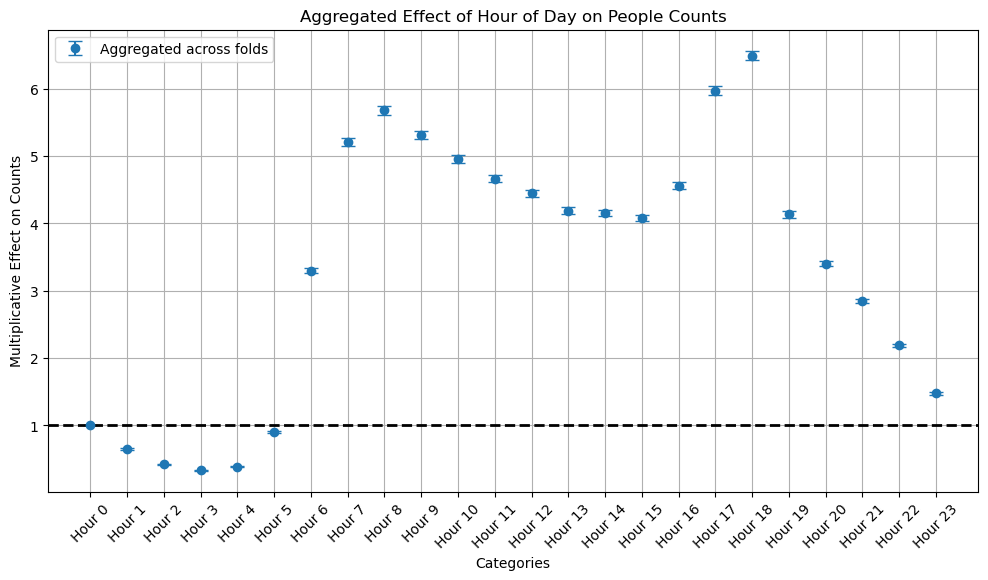 Aggregated Effect of Hour of Day on People Counts
Aggregated across folds
Multiplicative Effect on Counts
6
5
4
3
2
1
Hour 0
Hour 1
Hour 2
Hour 3
Hour 4
Hour 5
Hour 6
Hour 7
Hour 8
Hour 9
Hour 10
Hour 11
Hour 12
Hour 13
Hour 14
Hour 15
Hour 16
Hour 17
Hour 18
Hour 19
Hour 20
Hour 21
Hour 22
Hour 23
Categories